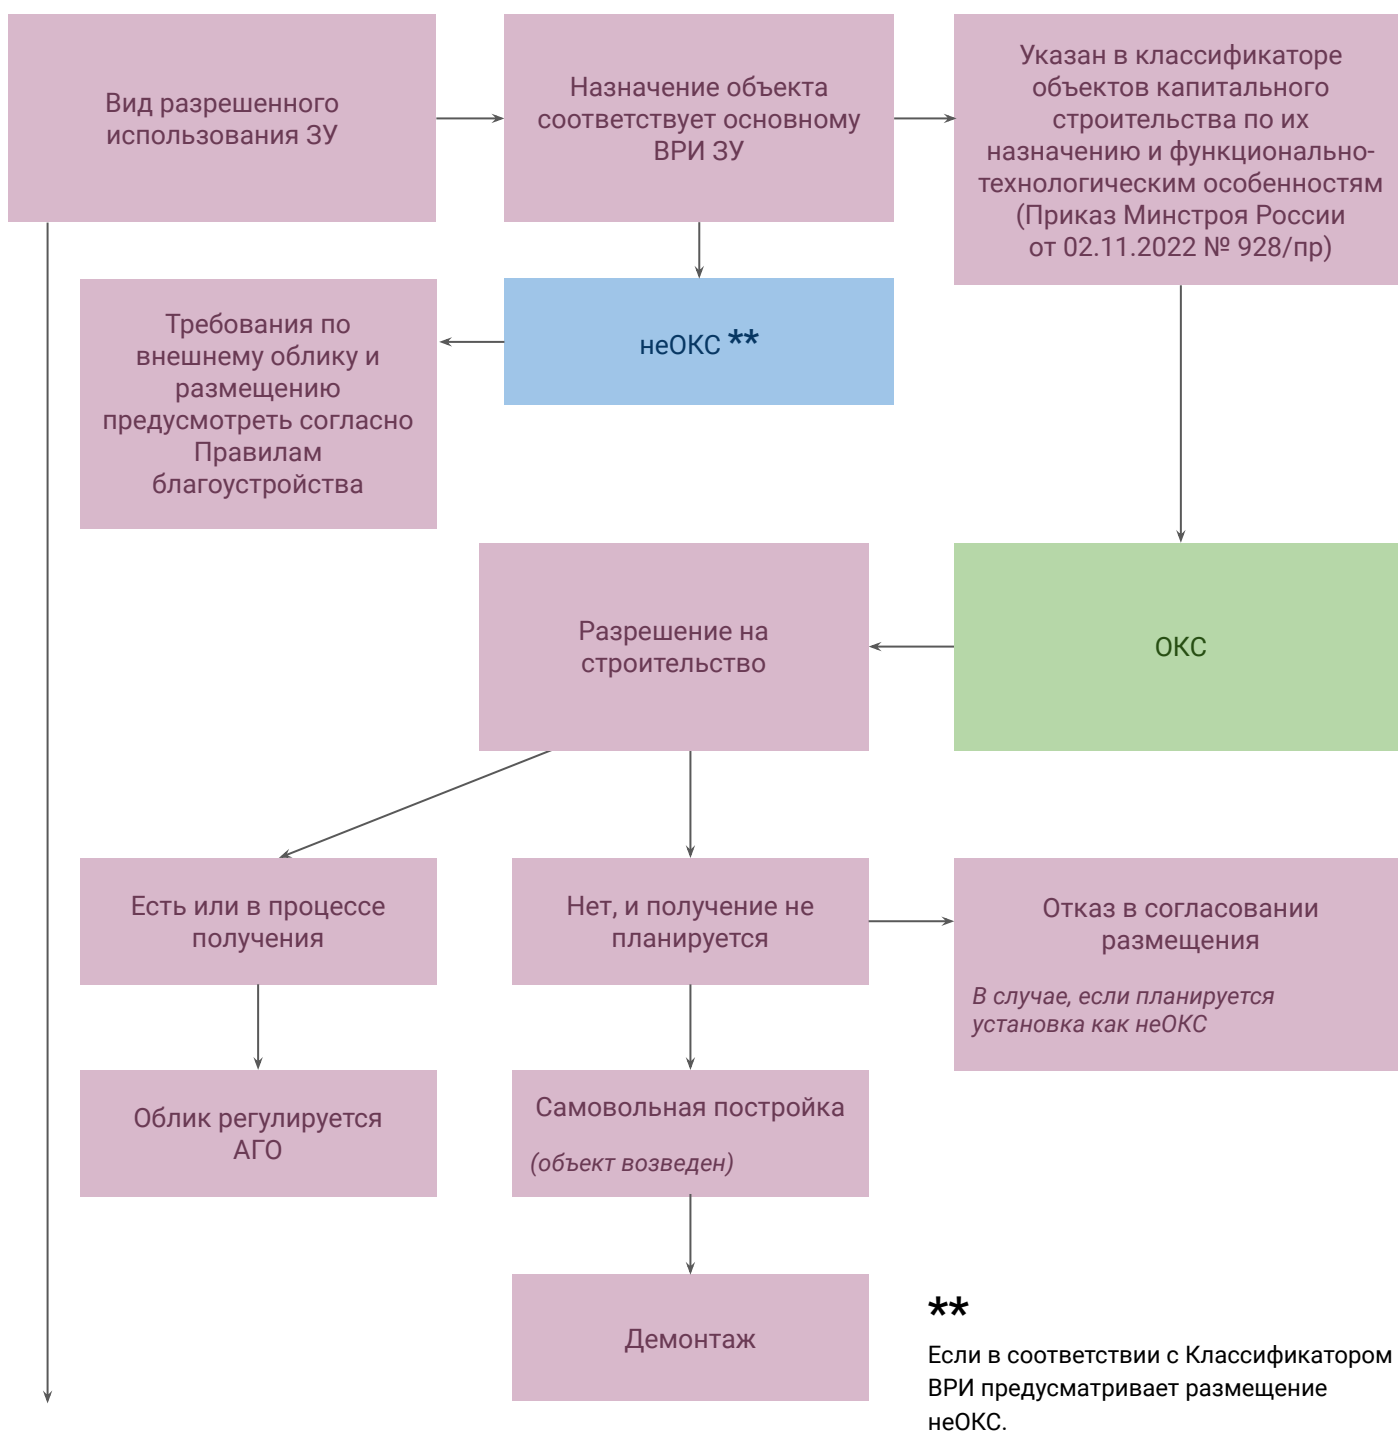 Вид разрешенного
использования ЗУ
Назначение объекта
соответствует основному
ВРИ ЗУ
Указан в классификаторе
объектов капитального
строительства по их
назначению и функционально-
технологическим особенностям
(Приказ Минстроя России
от 02.11.2022 № 928/пр)
Требования по
внешнему облику и
размещению
предусмотреть согласно
Правилам
благоустройства
неОКС **
Разрешение на
строительство
ОКС
Есть или в процессе
получения
Нет, и получение не
планируется
Отказ в согласовании
размещения
В случае, если планируется
установка как неОКС
Облик регулируется
АГО
Самовольная постройка
(объект возведен)
Демонтаж
**
Если в соответствии с Классификатором
ВРИ предусматривает размещение
неОКС.